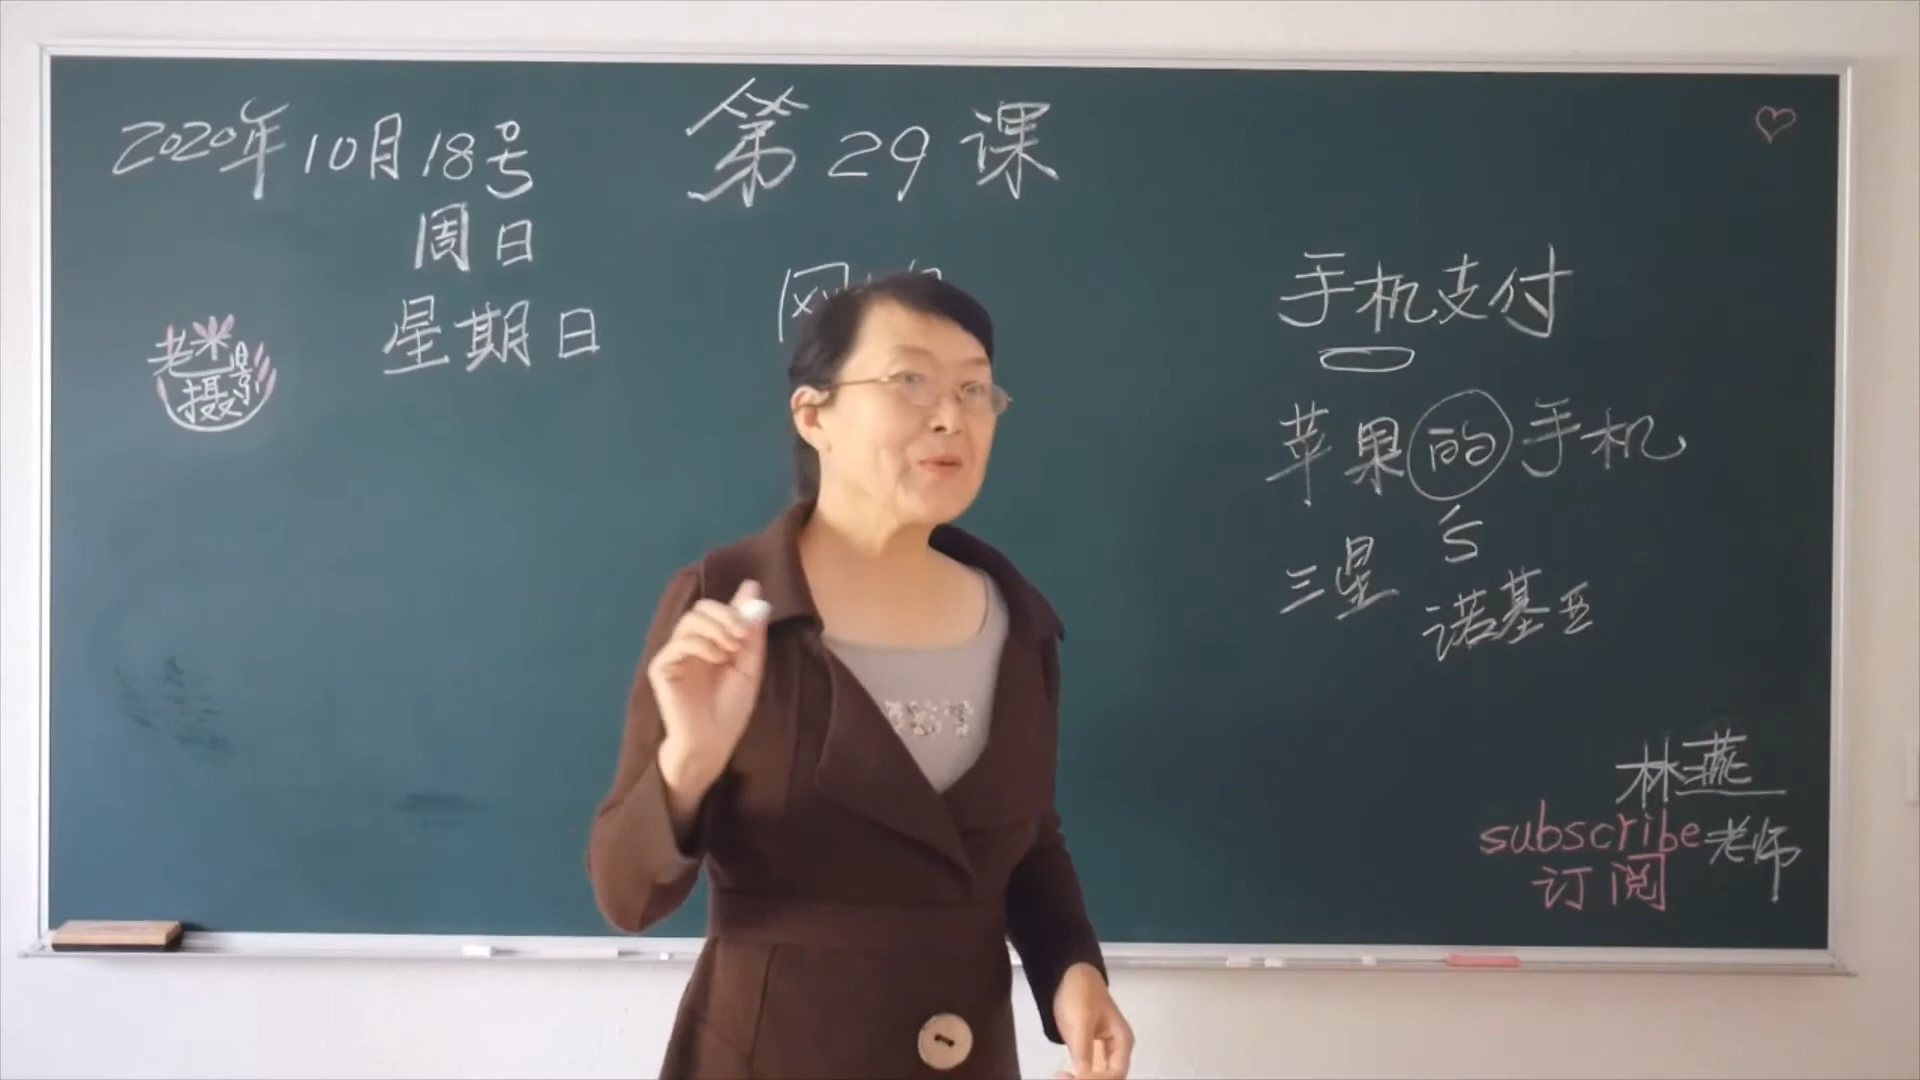 2020年10月18号
第29课
周日
星期日
网
手机支付
老米
摄影
苹果的手机
's
三星
诺基亚
林燕
老师
subscribe
订阅